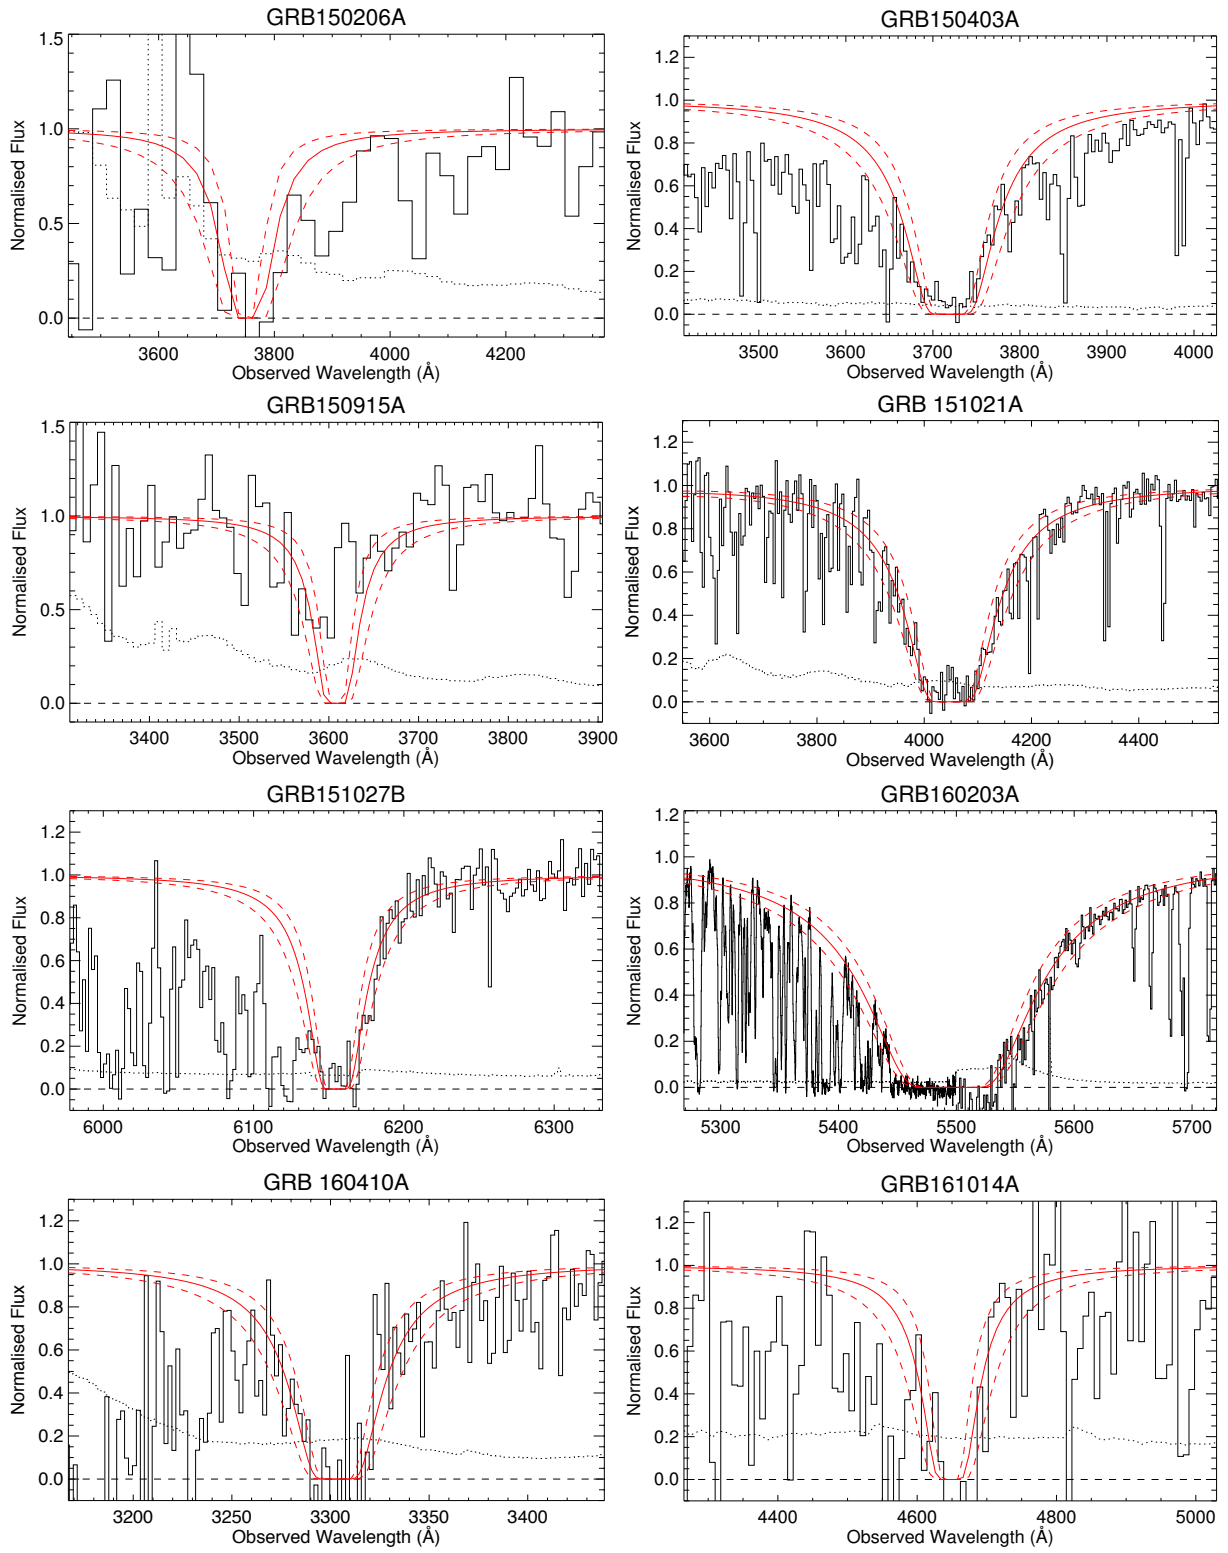 GRB150206A
1.5
1.0
0.5
0.0
Normalised Flux
3600 3800 4000 4200
Observed Wavelength (Å)
GRB150403A
1.2
1.0
0.8
0.6
0.4
0.2
0.0
Normalised Flux
3500 3600 3700 3800 3900 4000
Observed Wavelength (Å)
GRB150915A
1.5
1.0
0.5
0.0
Normalised Flux
3400 3500 3600 3700 3800 3900
Observed Wavelength (Å)
GRB 151021A
1.2
1.0
0.8
0.6
0.4
0.2
0.0
Normalised Flux
3600 3800 4000 4200 4400
Observed Wavelength (Å)
GRB151027B
1.2
1.0
0.8
0.6
0.4
0.2
0.0
Normalised Flux
6000 6100 6200 6300
Observed Wavelength (Å)
GRB160203A
1.2
1.0
0.8
0.6
0.4
0.2
0.0
Normalised Flux
5300 5400 5500 5600 5700
Observed Wavelength (Å)
GRB 160410A
1.2
1.0
0.8
0.6
0.4
0.2
0.0
Normalised Flux
3200 3250 3300 3350 3400
Observed Wavelength (Å)
GRB161014A
1.2
1.0
0.8
0.6
0.4
0.2
0.0
Normalised Flux
4400 4600 4800 5000
Observed Wavelength (Å)